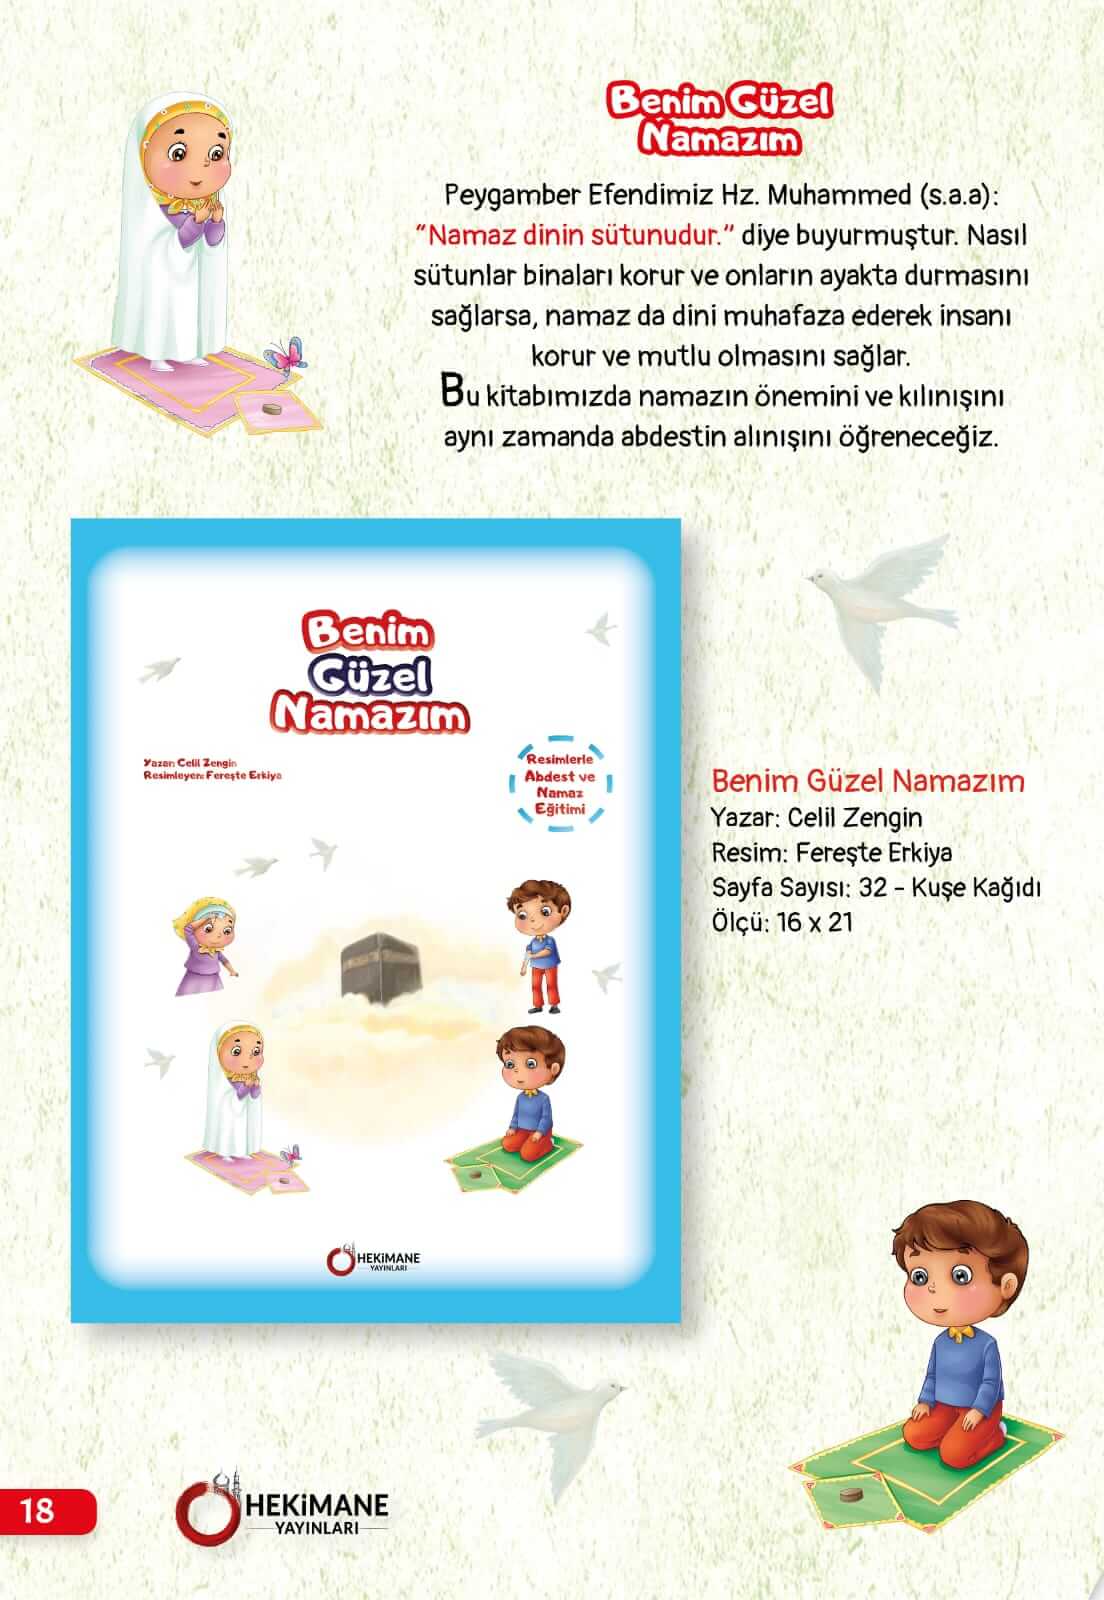 Benim Güzel
Namazım
Peygamber Efendimiz Hz. Muhammed (s.a.a):
“Namaz dinin sütunudur.” diye buyurmuştur. Nasıl
sütunlar binaları korur ve onların ayakta durmasını
sağlarsa, namaz da dini muhafaza ederek insanı
korur ve mutlu olmasını sağlar.
Bu kitabımızda namazın önemini ve kılınışını
aynı zamanda abdestin alınışını öğreneceğiz.
Benim
Güzel
Namazım
Yazar: Celil Zengin
Resimleyen: Fereşte Erkiya
Resimlerle
Abdest ve
Namaz
Eğitimi
HEKİMANE
YAYINLARI
Benim Güzel Namazım
Yazar: Celil Zengin
Resim: Fereşte Erkiya
Sayfa Sayısı: 32 - Kuşe Kağıdı
Ölçü: 16 x 21
18
HEKİMANE
YAYINLARI